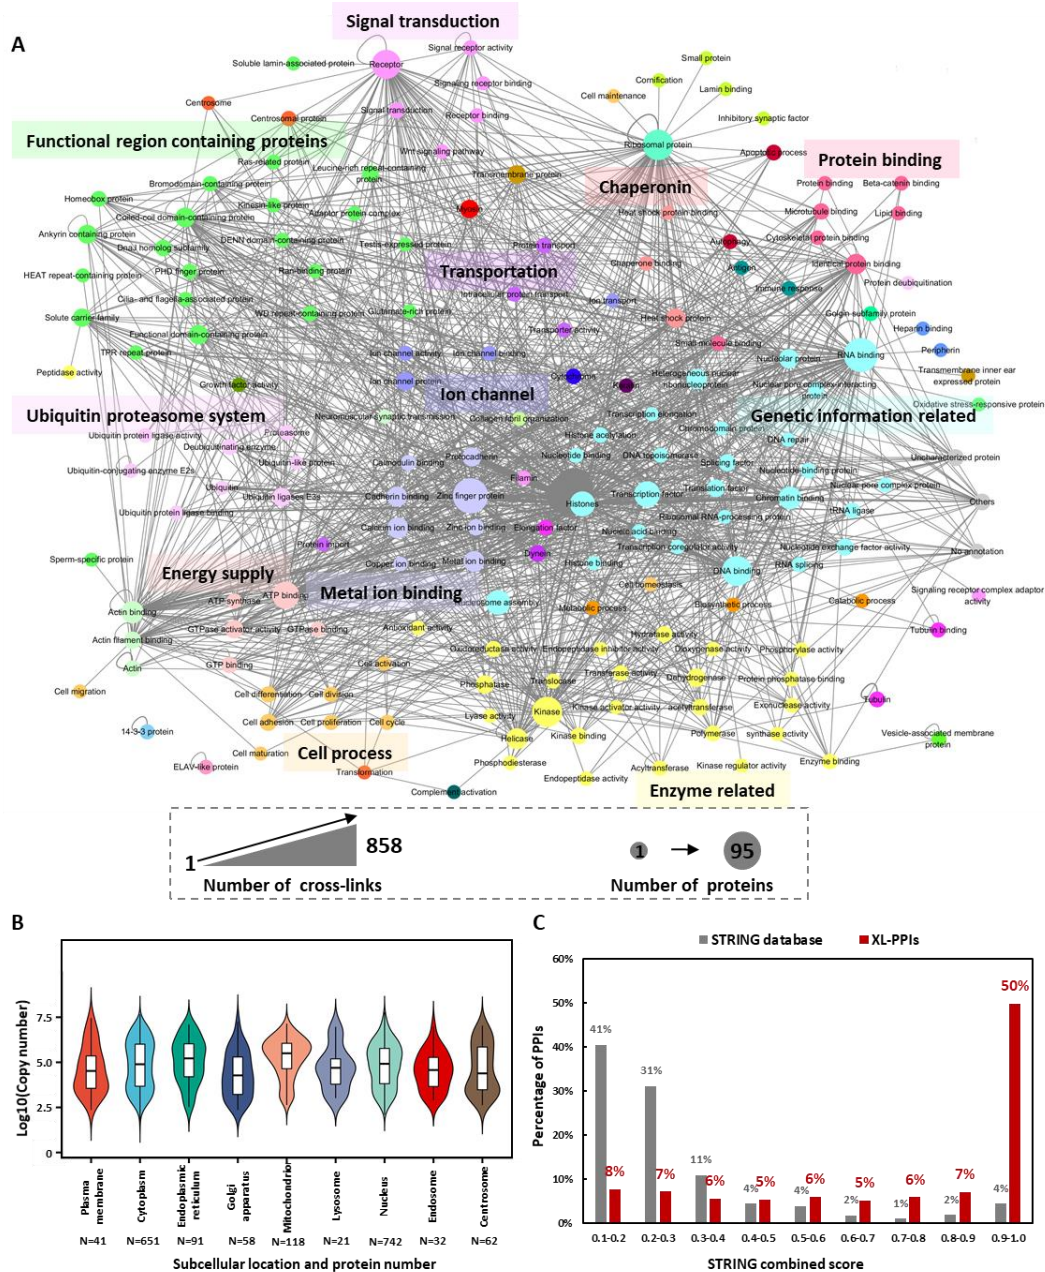 A
Signal transduction
Soluble lamin-associated protein
Receptor
Signal receptor activity
Small protein
Signaling receptor binding
Cornification
Cell maintenance
Lamin binding
Centrosome
Signal transduction
Receptor binding
Centrosomal protein
Inhibitory synaptic factor
Functional region containing proteins
Ribosomal protein
Wnt signaling pathway
Apoptotic process
Protein binding
Ras-related protein
Leucine-rich repeat-containing
protein
Transmembrane protein
Chaperonin
Bromodomain-containing protein
Protein binding
Beta-catenin binding
Homeobox protein
Kinesin-like protein
Adaptor protein complex
Myosin
Heat shock protein binding
Microtubule binding
Lipid binding
Coiled-coil domain-containing protein
Ankyrin containing protein
DENN domain-containing protein
Testis-expressed protein
Protein transport
Autophagy
Cytoskeletal protein binding
Dnail homolog subfamily
HEAT repeat-containing protein
PHD finger protein
Ran-binding protein
Transportation
Chaperone binding
Antigen
Identical protein binding
Protein deubiquitination
Immune response
Cilia- and flagella-associated protein
Intracellular protein transport
Ion transport
Solute carrier family
WD repeat-containing protein
Glutamate-rich protein
Heat shock protein
Golgin subfamily protein
Functional domain-containing protein
Transporter activity
Heparin binding
TPR repeat protein
Ion channel activity
Ion channel binding
Small molecule binding
Nucleolar protein
RNA binding
Peripherin
Peptidase activity
Growth factor activity
Ion channel protein
Cytochrome
Keratin
Heterogeneous nuclear
ribonucleoprotein
Nuclear pore complex-interacting
protein
Transmembrane inner ear
expressed protein
Ion channel
Oxidative stress-responsive protein
Ubiquitin proteasome system
Neuromuscular synaptic transmission
Collagen fibril organization
Transcription elongation
Genetic information related
Ubiquitin protein ligase activity
Proteasome
Deubiquitinating enzyme
Histone acetylation
Chromodomain protein
DNA repair
Ubiquitin-conjugating enzyme E2s
Ubiquitin-like protein
Calmodulin binding
Protocadherin
Nucleotide binding
DNA topoisomerase
Splicing factor
Nucleotide-binding protein
Uncharacterized protein
Ubiquitin
Ubiquitin ligases E3s
Cadherin binding
Zinc finger protein
Filamin
Histones
Transcription factor
Translation factor
Chromatin binding
Nuclear pore complex protein
Others
Ubiquitin protein ligase binding
Calcium ion binding
Zinc ion binding
Elongation factor
Ribosomal RNA-processing protein
tRNA ligase
Nucleic acid binding
Protein import
Dynein
Transcription coregulator activity
Nucleotide exchange factor activity
No annotation
Sperm-specific protein
Copper ion binding
Metal ion binding
Histone binding
DNA binding
RNA splicing
Energy supply
Metal ion binding
Cell homeostasis
Actin binding
ATP synthase
ATP binding
Nucleosome assembly
Metabolic process
Biosynthetic process
Catabolic process
Signaling receptor complex adaptor
activity
Actin filament binding
GTPase activator activity
GTPase binding
Antioxidant activity
Hydratase activity
Tubulin binding
Actin
GTP binding
Cell activation
Oxidoreductase activity
Endopeptidase inhibitor activity
Dioxygenase activity
Phosphorylase activity
Cell migration
Cell differentiation
Cell division
Phosphatase
Translocase
Transferase activity
Dehydrogenase
Protein phosphatase binding
14-3-3 protein
Cell adhesion
Cell proliferation
Cell cycle
Lyase activity
Kinase
Kinase activator activity
acetyltransferase
Exonuclease activity
Tubulin
Cell maturation
Cell process
Helicase
Kinase binding
Polymerase
synthase activity
Vesicle-associated membrane
protein
ELAV-like protein
Transformation
Phosphodiesterase
Endopeptidase activity
Acyltransferase
Kinase regulator activity
Enzyme binding
Complement activation
Enzyme related
1
858
Number of cross-links
1
95
Number of proteins
B
Log10(Copy number)
7.5
5.0
2.5
0
Plasma
membrane
Cytoplasm
Endoplasmic
reticulum
Golgi
apparatus
Mitochondrion
Lysosome
Nucleus
Endosome
Centrosome
N=41
N=651
N=91
N=58
N=118
N=21
N=742
N=32
N=62
Subcellular location and protein number
C
STRING database
XL-PPIs
Percentage of PPIs
60%
50%
40%
30%
20%
10%
0%
41%
8%
31%
7%
11%
6%
4%
5%
4%
6%
2%
5%
1%
6%
2%
7%
4%
50%
0.1-0.2
0.2-0.3
0.3-0.4
0.4-0.5
0.5-0.6
0.6-0.7
0.7-0.8
0.8-0.9
0.9-1.0
STRING combined score